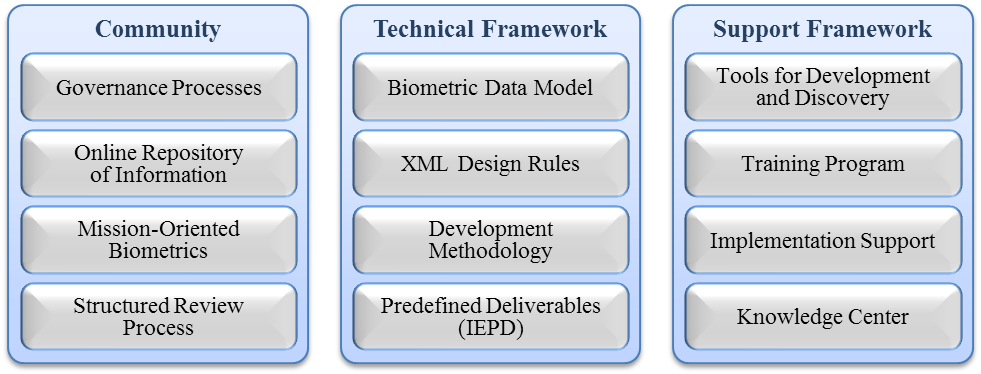 Community
Governance Processes
Online Repository
of Information
Mission-Oriented
Biometrics
Structured Review
Process
Technical Framework
Biometric Data Model
XML Design Rules
Development
Methodology
Predefined Deliverables
(IEPD)
Support Framework
Tools for Development
and Discovery
Training Program
Implementation Support
Knowledge Center